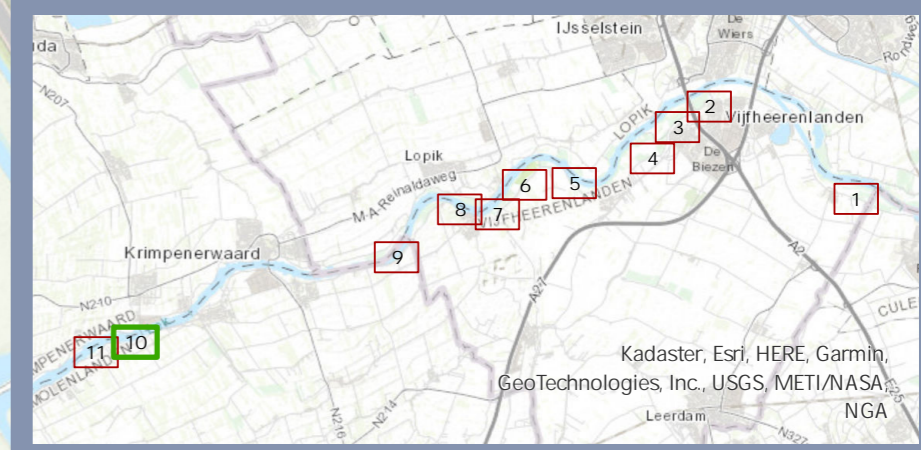 IJsselstein
De
Wiers
uda
N207
LOPIK
2
Vijfheerenlanden
3
Lopik
4
De
Biezen
M-A-Reinaldaweg
6
5
VIJFHEERENLANDEN
1
8
7
Krimpenerwaard
9
A2
N210
A27
CULE
10
11
MOLENLANDEN
Kadaster, Esri, HERE, Garmin,
GeoTechnologies, Inc., USGS, METI/NASA,
NGA
E25
N216
N214
Leerdam
N327